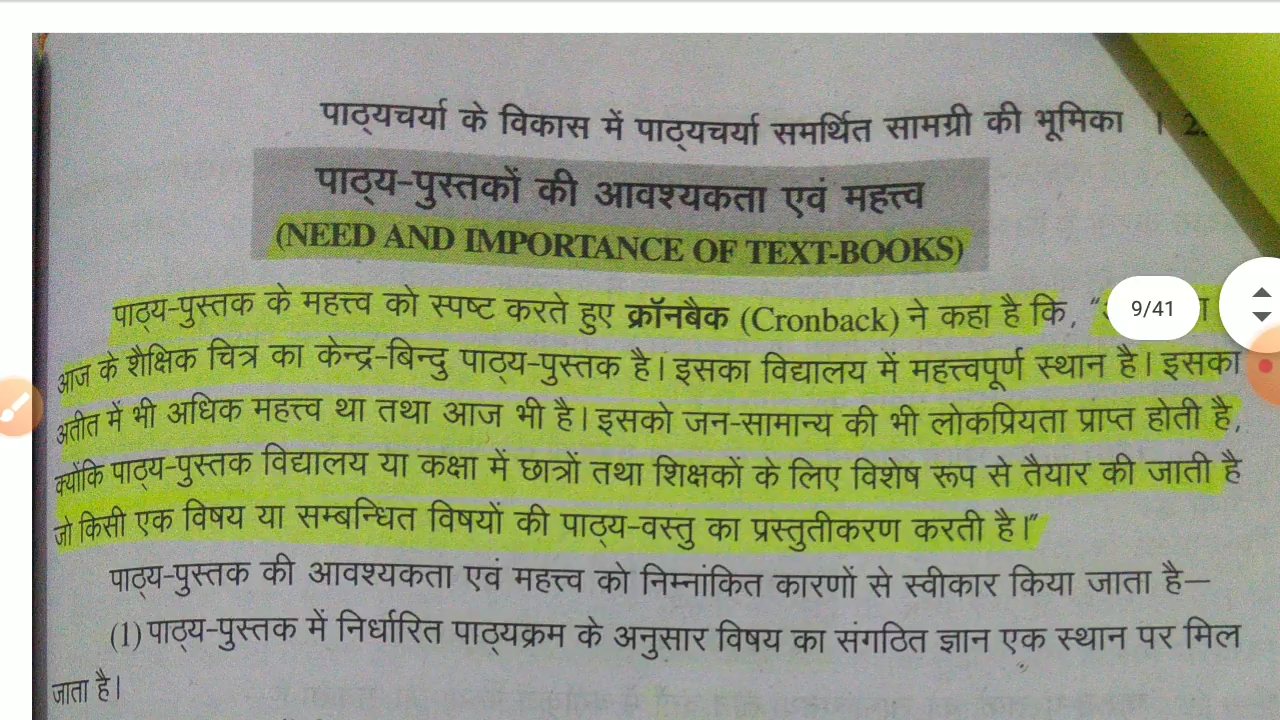 पाठ्यचर्या के विकास में पाठ्यचर्या समर्थित सामग्री की भूमिका ।
पाठ्य-पुस्तकों की आवश्यकता एवं महत्त्व
(NEED AND IMPORTANCE OF TEXT-BOOKS)
पाठ्य-पुस्तक के महत्त्व को स्पष्ट करते हुए क्रॉनबैक (Cronback) ने कहा है कि, “
9/41
आज के शैक्षिक चित्र का केन्द्र-बिन्दु पाठ्य-पुस्तक है। इसका विद्यालय में महत्त्वपूर्ण स्थान है। इसका
अतीत में भी अधिक महत्त्व था तथा आज भी है। इसको जन-सामान्य की भी लोकप्रियता प्राप्त होती है,
क्योंकि पाठ्य-पुस्तक विद्यालय या कक्षा में छात्रों तथा शिक्षकों के लिए विशेष रूप से तैयार की जाती है
जो किसी एक विषय या सम्बन्धित विषयों की पाठ्य-वस्तु का प्रस्तुतीकरण करती है।”
पाठ्य-पुस्तक की आवश्यकता एवं महत्त्व को निम्नांकित कारणों से स्वीकार किया जाता है—
(1) पाठ्य-पुस्तक में निर्धारित पाठ्यक्रम के अनुसार विषय का संगठित ज्ञान एक स्थान पर मिल
जाता है।